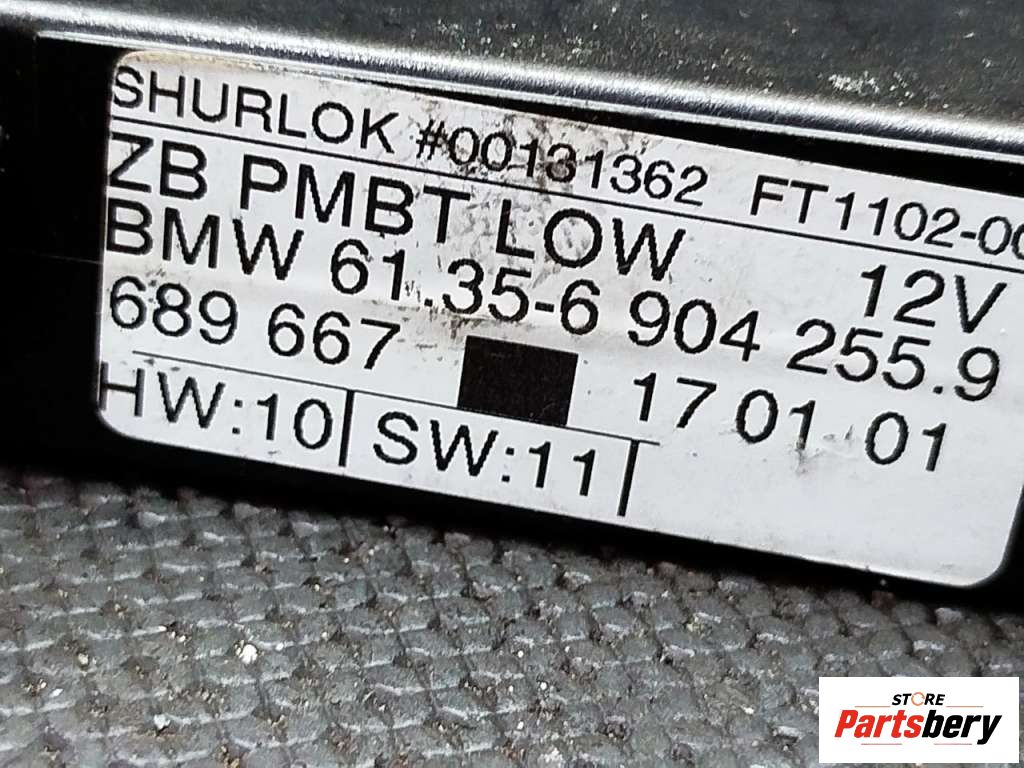 SHURLOK #00131362 FT1102-00
ZB PMBT LOW 12V
BMW 61.35-6 904 255.9
689 667 17 01 01
HW:10 SW:11
STORE
Partsbery